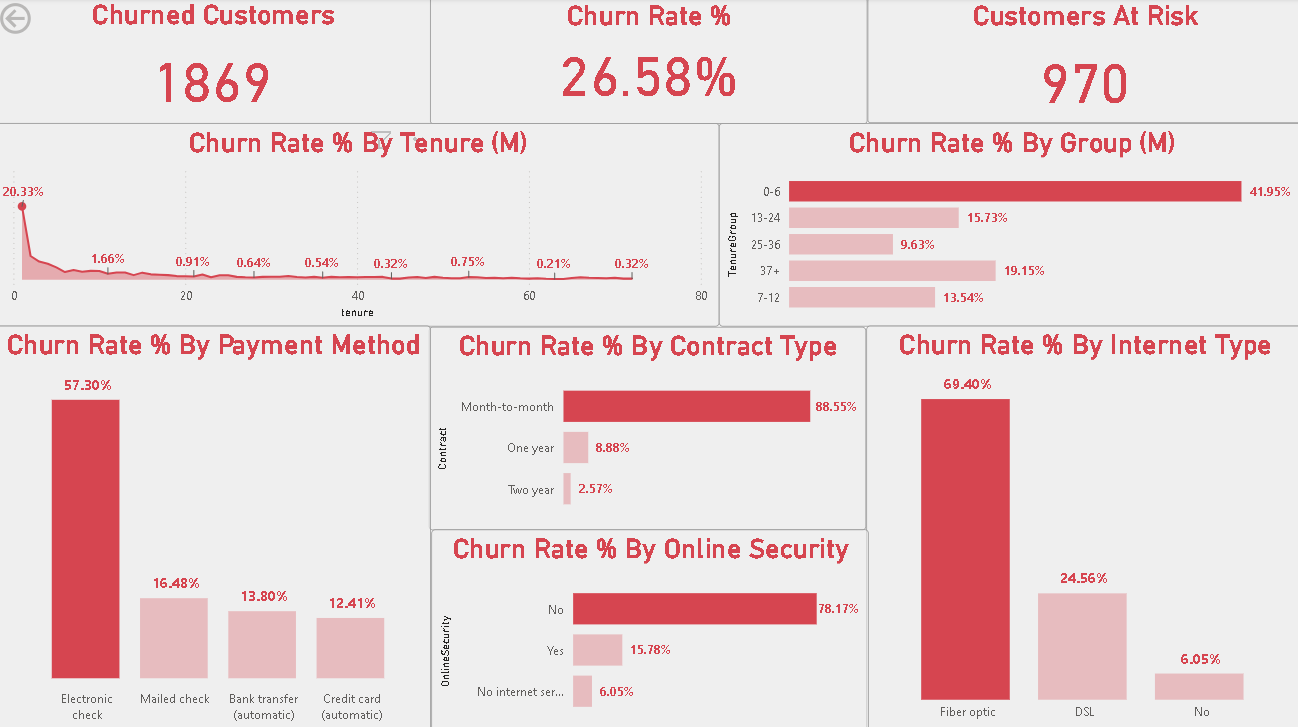 Churned Customers
1869
Churn Rate %
26.58%
Customers At Risk
970
Churn Rate % By Tenure (M)
20.33%
1.66%
0.91%
0.64%
0.54%
0.32%
0.75%
0.21%
0.32%
0
20
40
60
80
tenure
Churn Rate % By Group (M)
TenureGroup
0-6
41.95%
13-24
15.73%
25-36
9.63%
37+
19.15%
7-12
13.54%
Churn Rate % By Payment Method
57.30%
16.48%
13.80%
12.41%
Electronic
check
Mailed check
Bank transfer
(automatic)
Credit card
(automatic)
Churn Rate % By Contract Type
Contract
Month-to-month
88.55%
One year
8.88%
Two year
2.57%
Churn Rate % By Online Security
OnlineSecurity
No
78.17%
Yes
15.78%
No internet ser...
6.05%
Churn Rate % By Internet Type
69.40%
24.56%
6.05%
Fiber optic
DSL
No